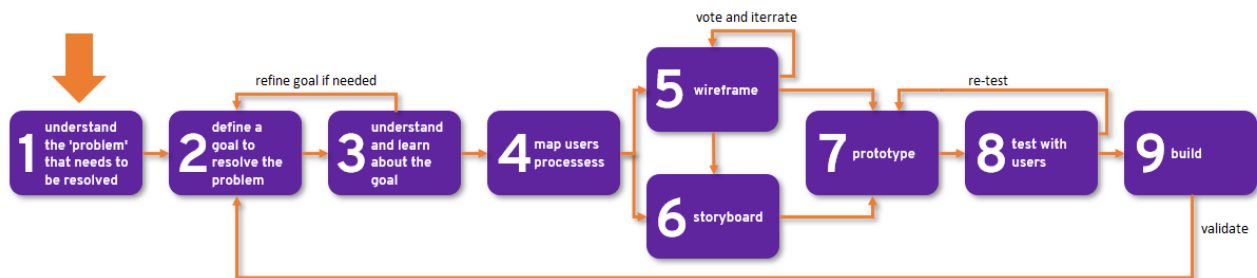 vote and iterrate
refine goal if needed
re-test
1
understand
the 'problem'
that needs to
be resolved
2
define a
goal to
resolve the
problem
3
understand
and learn
about the
goal
4
map users
processess
5
wireframe
6
storyboard
7
prototype
8
test with
users
9
build
validate